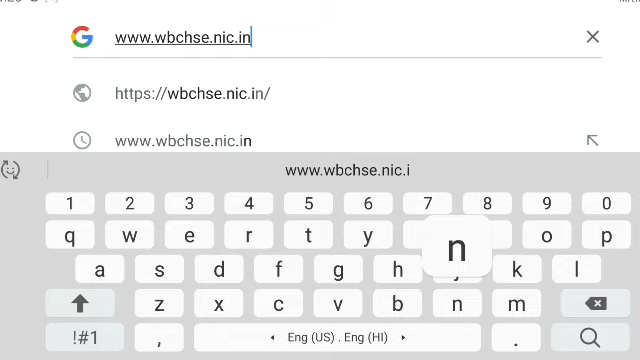 www.wbchse.nic.in
https://wbchse.nic.in/
www.wbchse.nic.in
www.wbchse.nic.i
1 2 3 4 5 6 7 8 9 0
q w e r t y o p
n
a s d f g h k l
z x c v b n m
!#1 , Eng (US) . Eng (HI) .